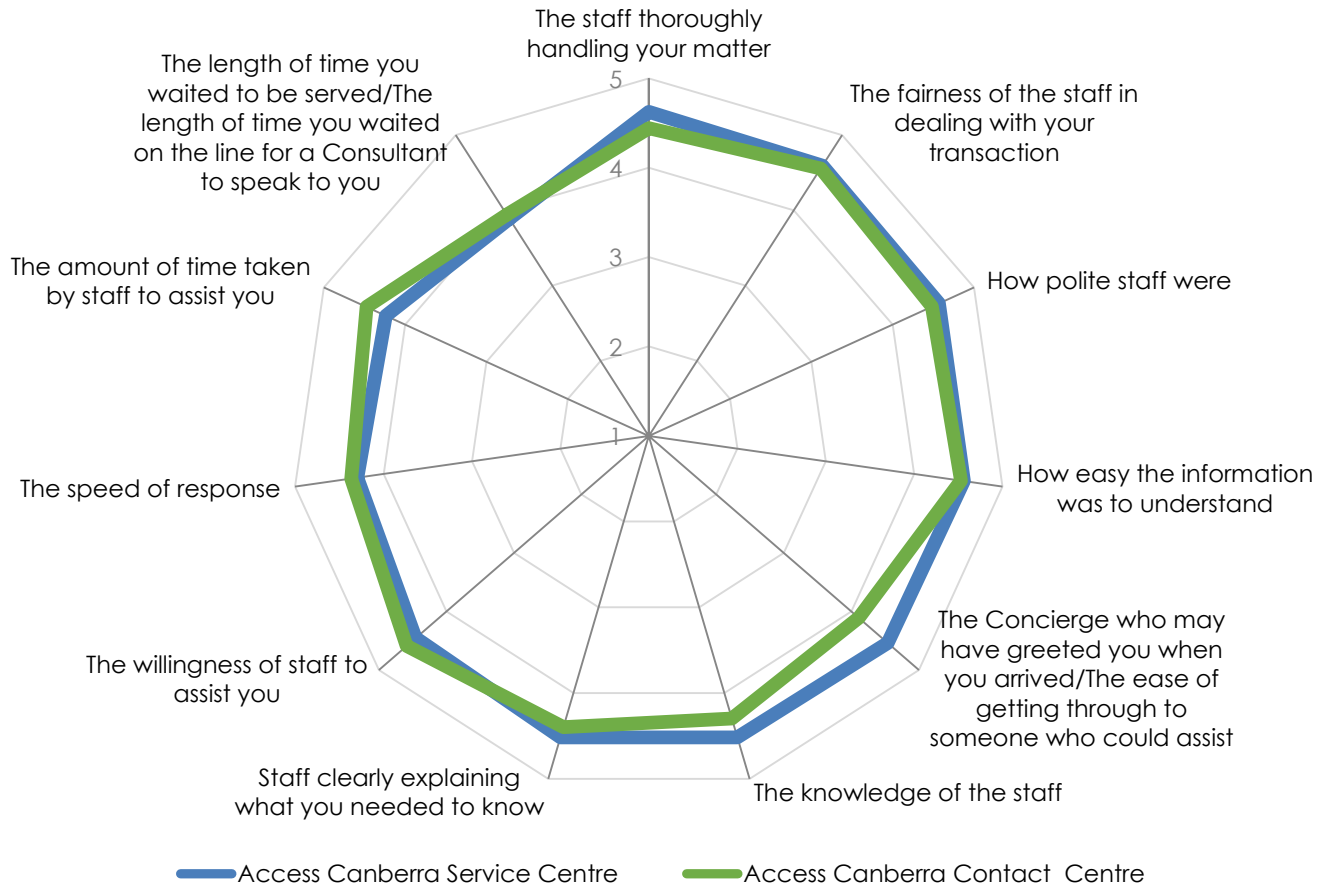 The staff thoroughly
handling your matter
The length of time you
waited to be served/The
length of time you waited
on the line for a Consultant
to speak to you
The fairness of the staff in
dealing with your
transaction
5
4
3
2
1
The amount of time taken
by staff to assist you
How polite staff were
The speed of response
How easy the information
was to understand
The willingness of staff to
assist you
The Concierge who may
have greeted you when
you arrived/The ease of
getting through to
someone who could assist
Staff clearly explaining
what you needed to know
The knowledge of the staff
Access Canberra Service Centre
Access Canberra Contact  Centre